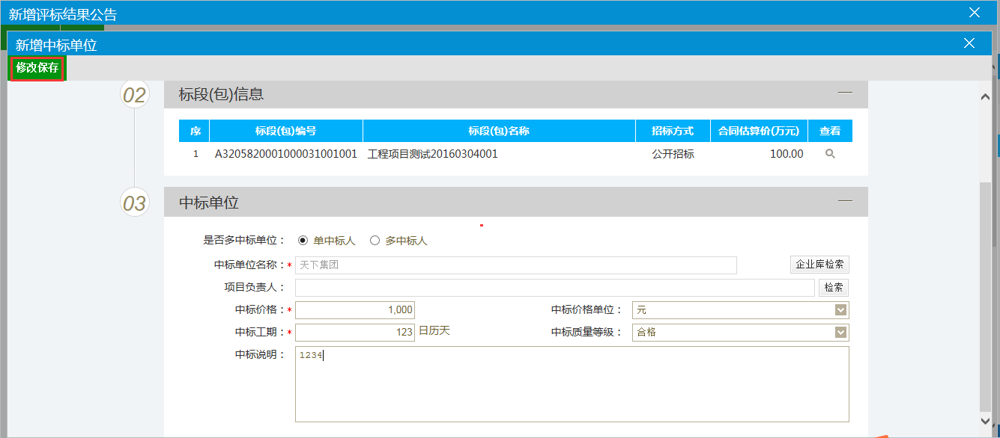 新增评标结果公告
新增中标单位
修改保存
02 标段(包)信息
序 标段(包)编号 标段(包)名称 招标方式 合同估算价(万元) 查看
1 A3205820001000031001001 工程项目测试20160304001 公开招标 100.00
03 中标单位
是否多中标单位： 单中标人 多中标人
中标单位名称：* 天下集团 企业库检索
项目负责人： 检索
中标价格：* 1,000 中标价格单位： 元
中标工期：* 123 日历天 中标质量等级： 合格
中标说明： 1234